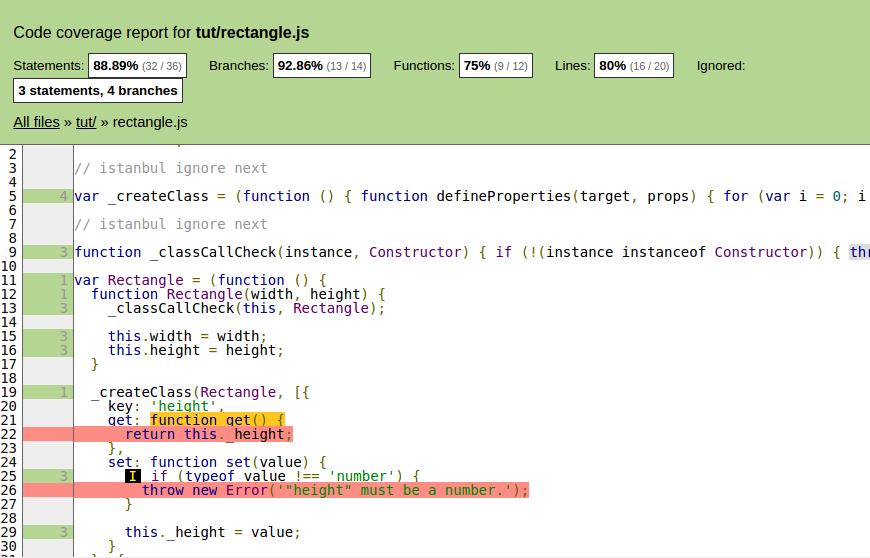 Code coverage report for tut/rectangle.js
Statements: 88.89% (32 / 36) Branches: 92.86% (13 / 14) Functions: 75% (9 / 12) Lines: 80% (16 / 20) Ignored:
3 statements, 4 branches
All files » tut/ » rectangle.js
2
3 // istanbul ignore next
4
5 4 var _createClass = (function () { function defineProperties(target, props) { for (var i = 0; i
6
7 // istanbul ignore next
8
9 3 function _classCallCheck(instance, Constructor) { if (!(instance instanceof Constructor)) { thr
10
11 1 var Rectangle = (function () {
12 1 function Rectangle(width, height) {
13 3 _classCallCheck(this, Rectangle);
14
15 3 this.width = width;
16 3 this.height = height;
17 }
18
19 1 _createClass(Rectangle, [{
20 key: 'height',
21 get: function get() {
22 return this._height;
23 },
24 set: function set(value) {
25 3 I if (typeof value !== 'number') {
26 throw new Error('"height" must be a number.');
27 }
28
29 3 this._height = value;
30 }